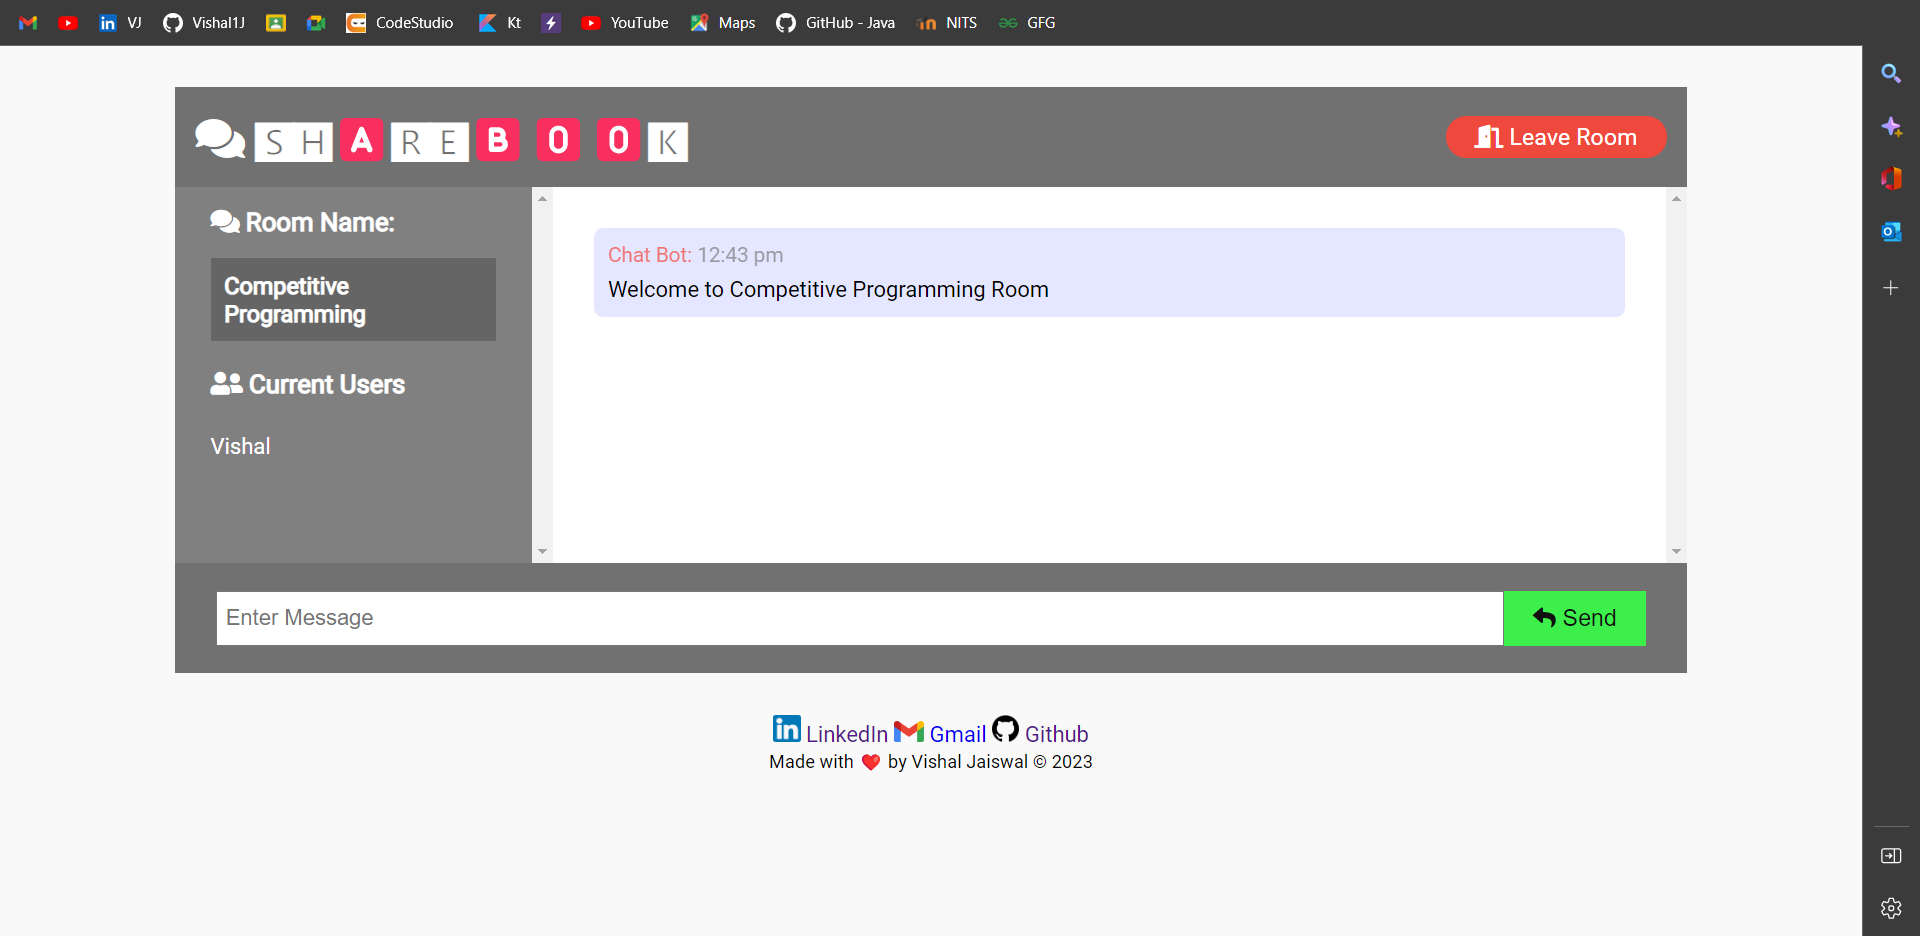 VJ Vishal1J CodeStudio Kt YouTube Maps GitHub - Java NITS GFG
SHAREBOOK
Leave Room
Room Name:
Competitive
Programming
Current Users
Vishal
Chat Bot: 12:43 pm
Welcome to Competitive Programming Room
Enter Message
Send
LinkedIn Gmail Github
Made with ❤️ by Vishal Jaiswal © 2023